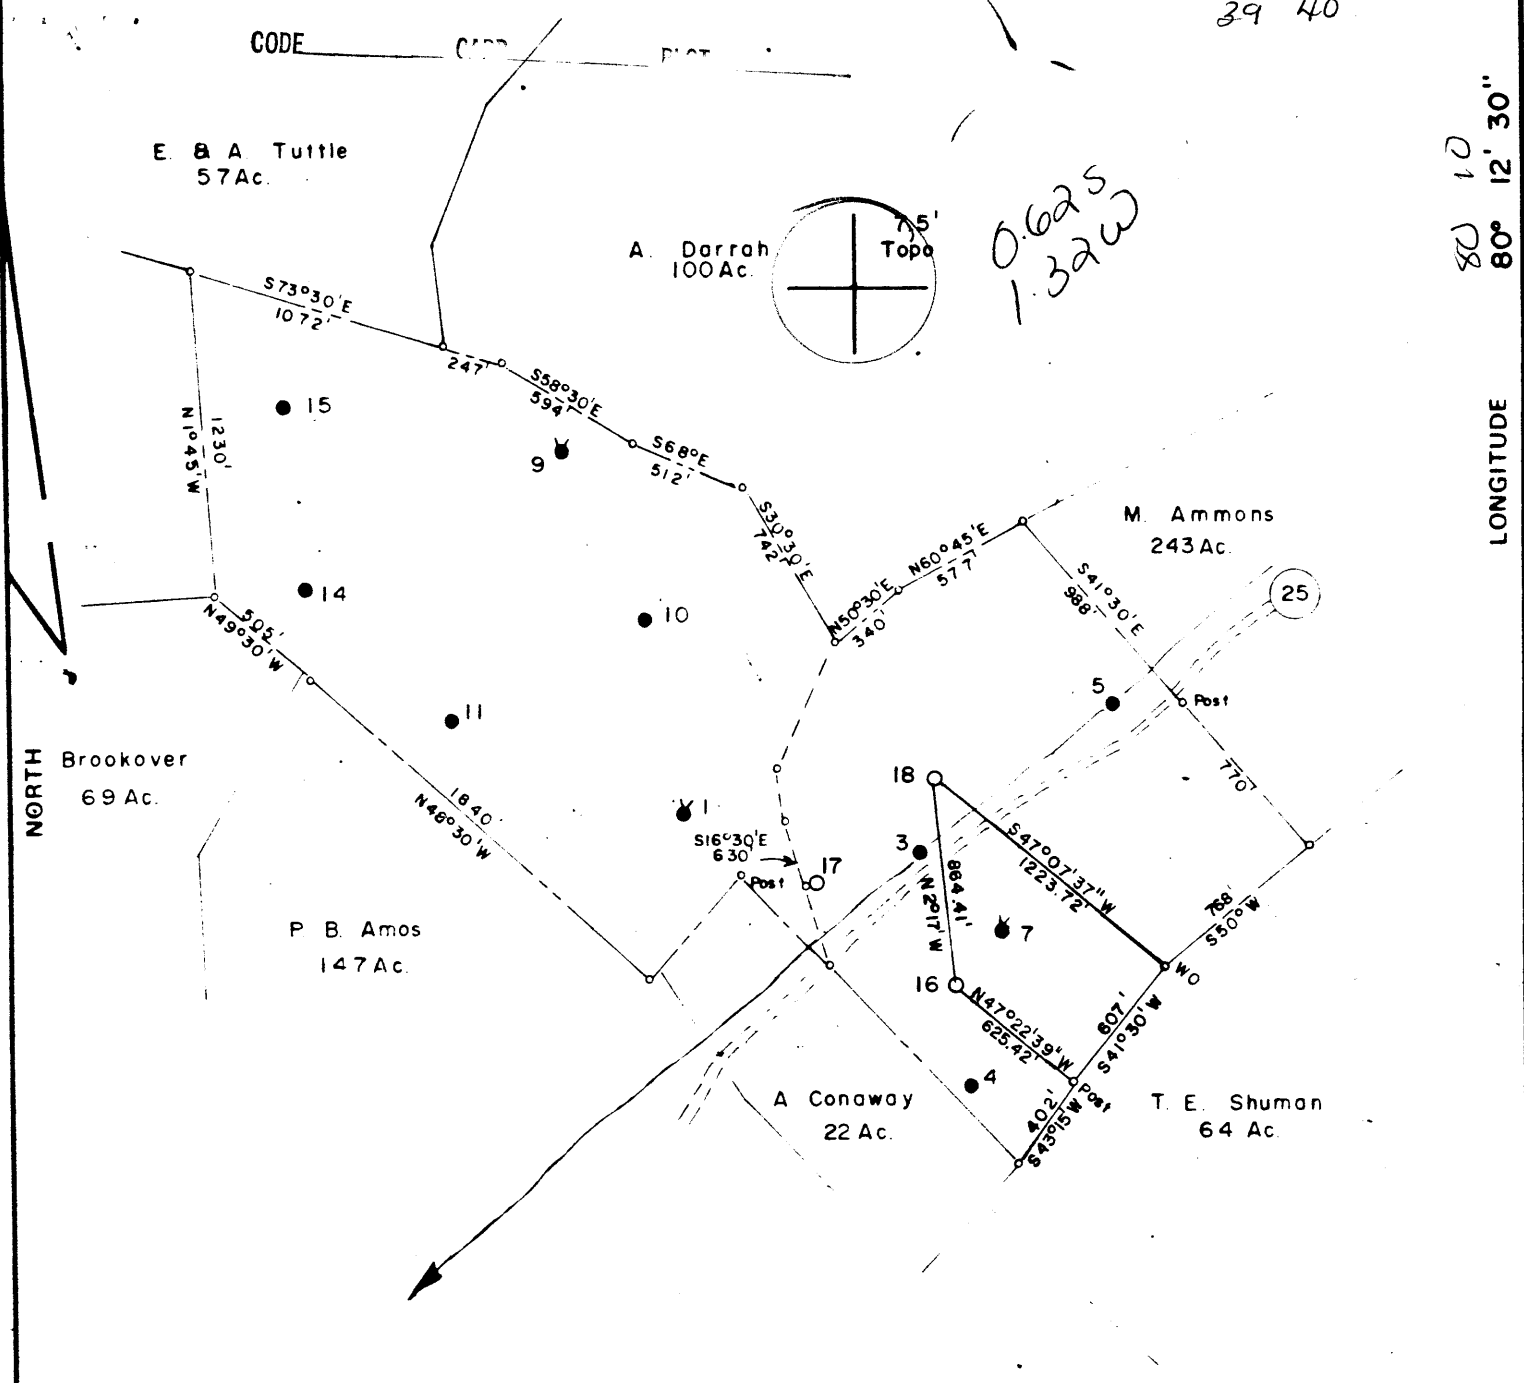 39 40
CODE
E. & A. Tuttle
57 Ac.
A. Darrah
100 Ac.
7.5'
Topo
0.62 S
1.32 W
80 10
80° 12' 30"
LONGITUDE
S73°30'E
1072'
247'
S58°30'E
594'
S68°E
512'
S30°30'E
742'
N50°30'E
340'
N60°45'E
577'
M. Ammons
243 Ac.
S41°30'E
988'
25
15
9
1230'
N1°45'W
14
10
505'
N49°30'W
11
5
Post
770'
NORTH
Brookover
69 Ac.
1840
N48°30'W
1
S16°30'E
630'
Post
17
18
3
S47°07'37"W
1223.72'
864.41'
N2°17'W
7
768'
S50°W
WO
P. B. Amos
147 Ac.
16
N47°22'39"W
625.42'
607'
S41°30'W
4
Post
402'
S43°15'W
A Conaway
22 Ac.
T. E. Shuman
64 Ac.